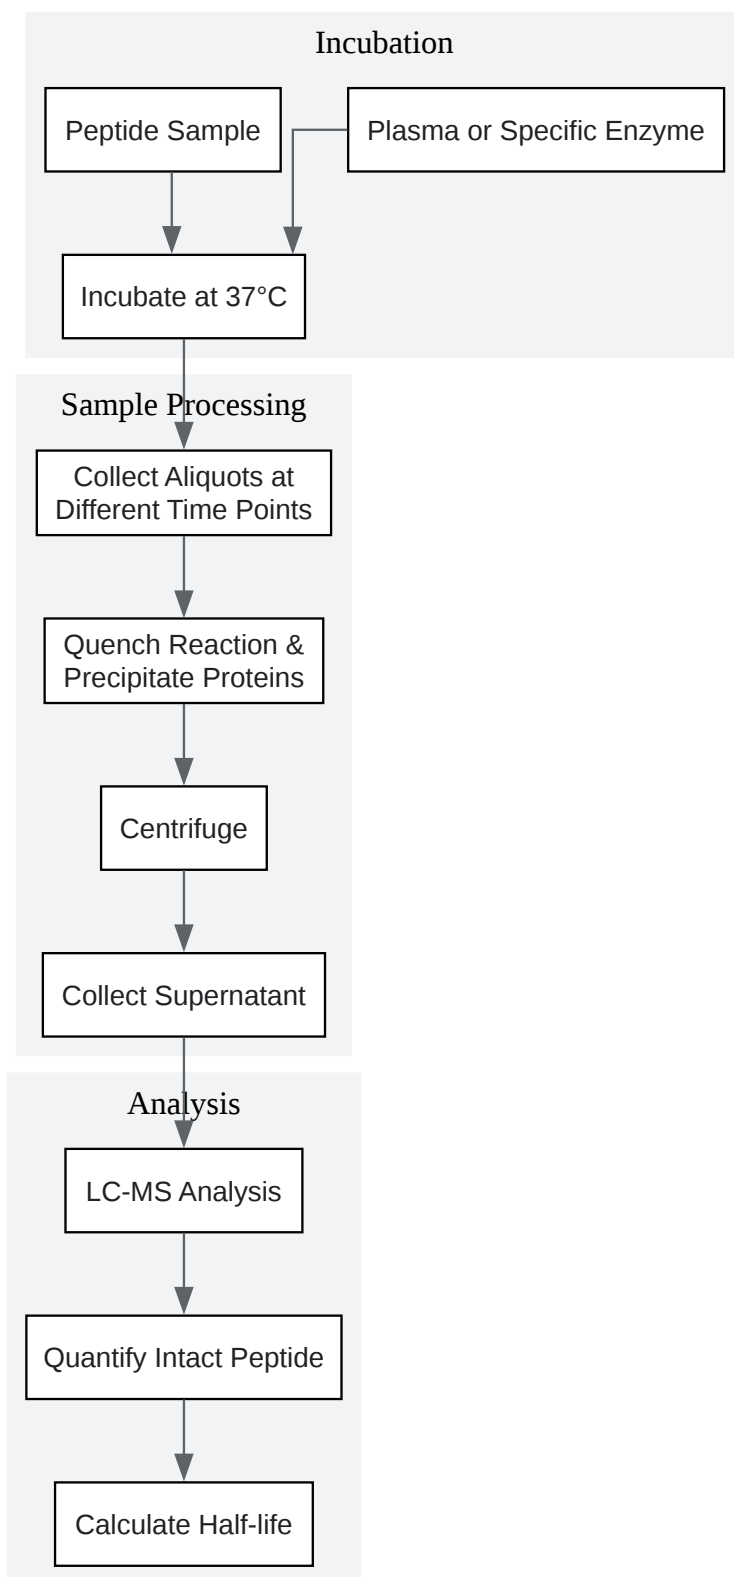 Incubation
Peptide Sample
Plasma or Specific Enzyme
Incubate at 37°C
Sample Processing
Collect Aliquots at
Different Time Points
Quench Reaction &
Precipitate Proteins
Centrifuge
Collect Supernatant
Analysis
LC-MS Analysis
Quantify Intact Peptide
Calculate Half-life